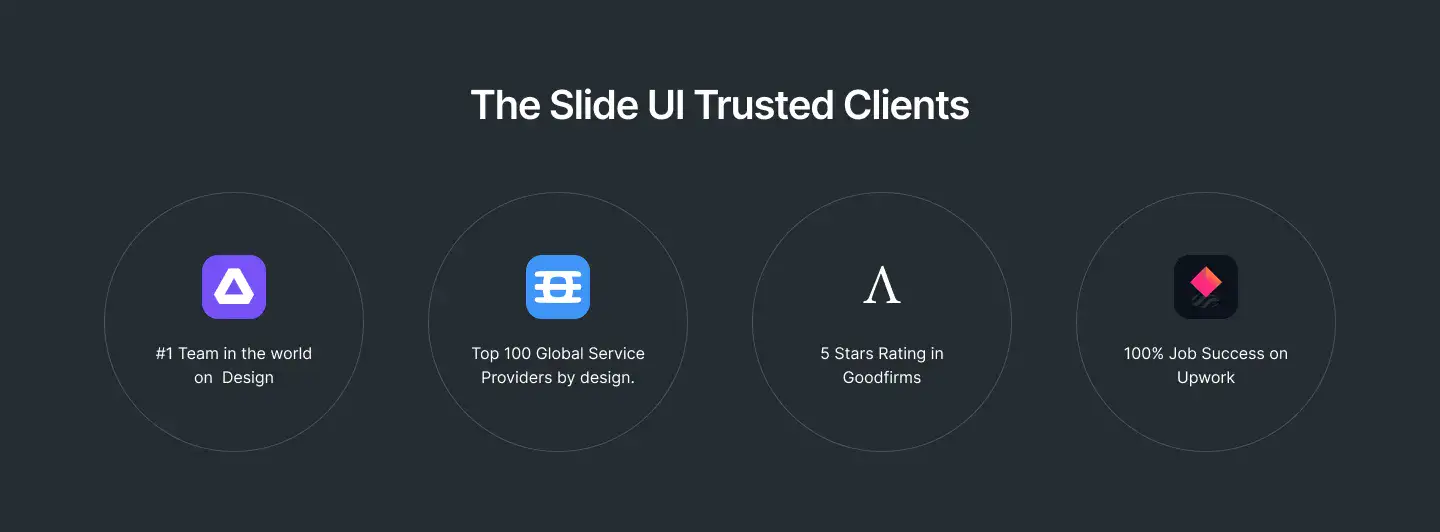 The Slide UI Trusted Clients
#1 Team in the world
on  Design
Top 100 Global Service
Providers by design.
5 Stars Rating in
Goodfirms
100% Job Success on
Upwork